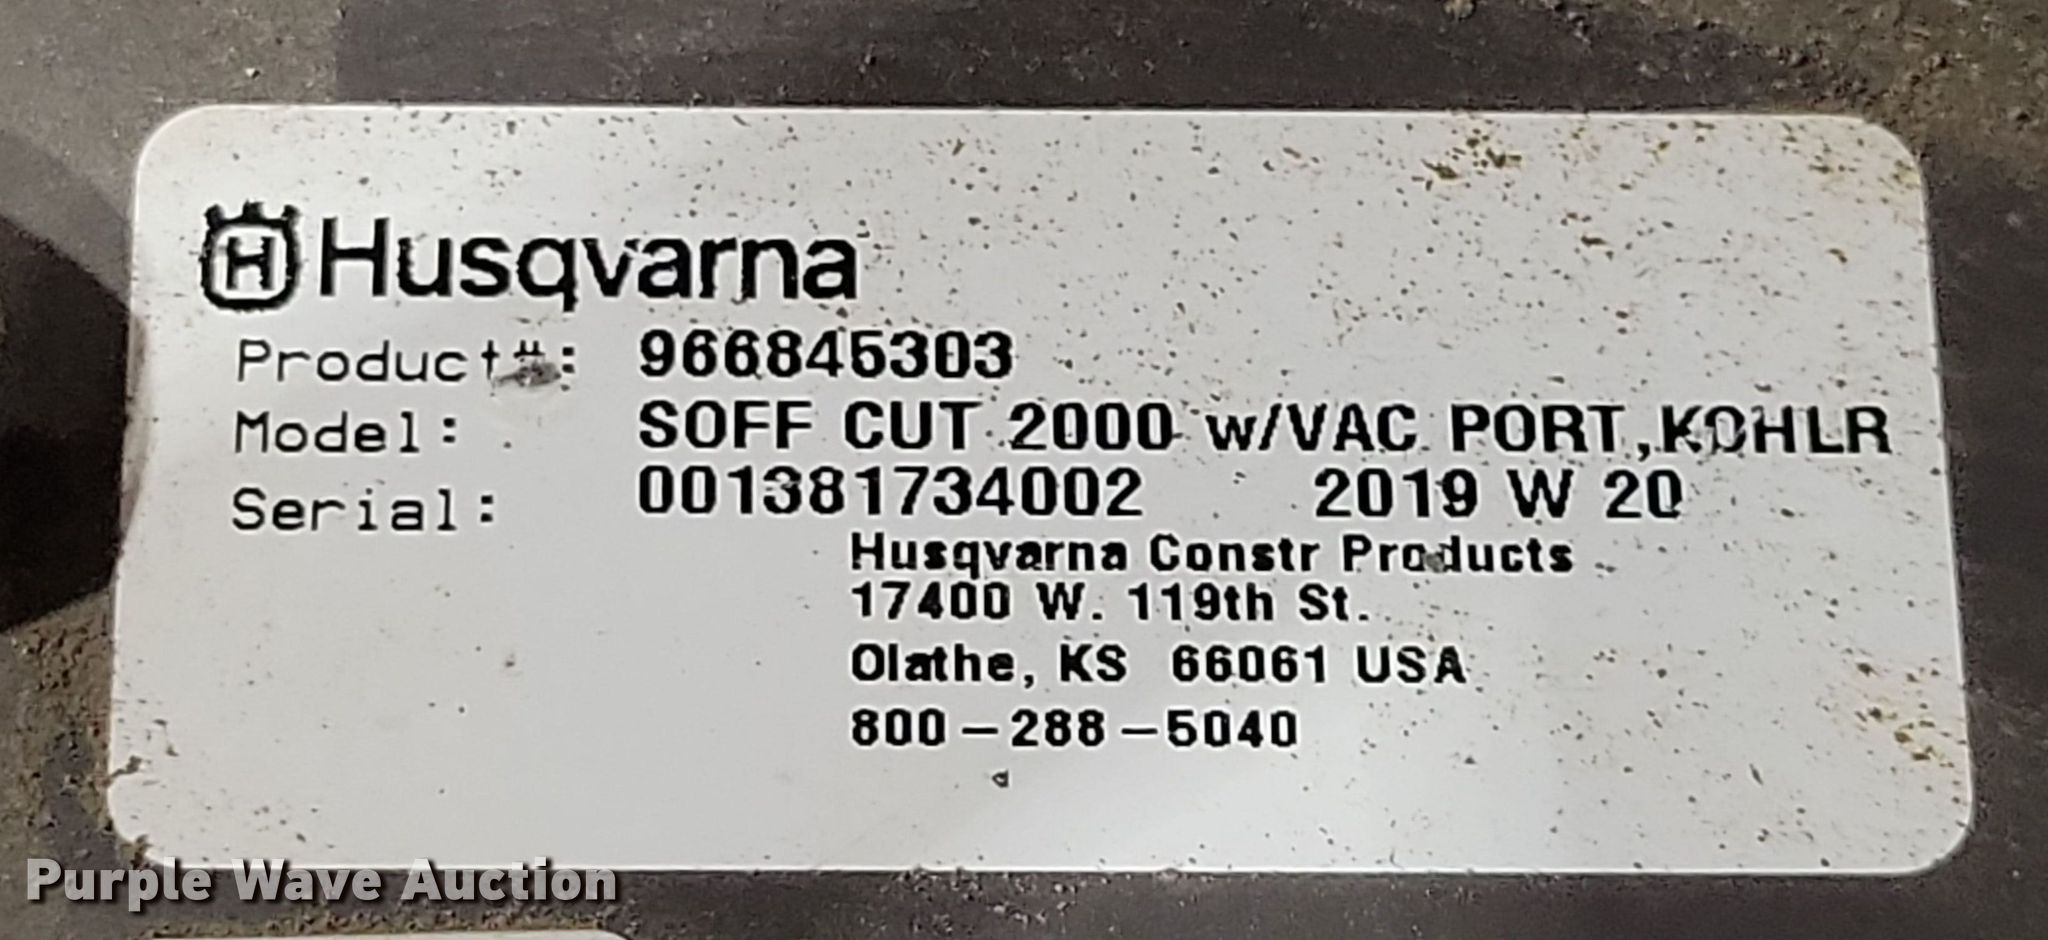 H Husqvarna
Product#: 966845303
Model: SOFF CUT 2000 w/VAC PORT,KOHLR
Serial: 001381734002 2019 W 20
Husqvarna Constr Products
17400 W. 119th St.
Olathe, KS 66061 USA
800-288-5040
Purple Wave Auction